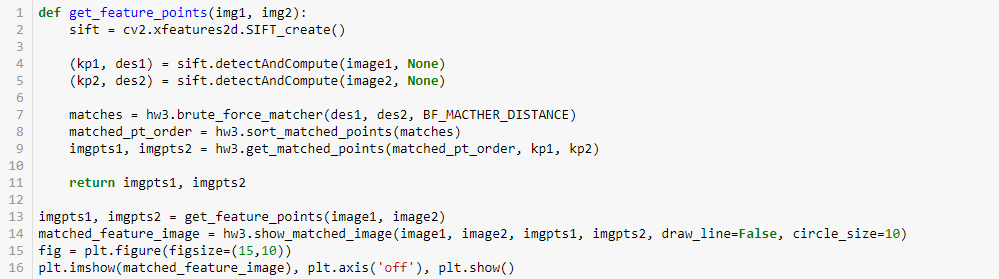 1 def get_feature_points(img1, img2):
2     sift = cv2.xfeatures2d.SIFT_create()
3
4     (kp1, des1) = sift.detectAndCompute(image1, None)
5     (kp2, des2) = sift.detectAndCompute(image2, None)
6
7     matches = hw3.brute_force_matcher(des1, des2, BF_MACTHER_DISTANCE)
8     matched_pt_order = hw3.sort_matched_points(matches)
9     imgpts1, imgpts2 = hw3.get_matched_points(matched_pt_order, kp1, kp2)
10
11     return imgpts1, imgpts2
12
13 imgpts1, imgpts2 = get_feature_points(image1, image2)
14 matched_feature_image = hw3.show_matched_image(image1, image2, imgpts1, imgpts2, draw_line=False, circle_size=10)
15 fig = plt.figure(figsize=(15,10))
16 plt.imshow(matched_feature_image), plt.axis('off'), plt.show()